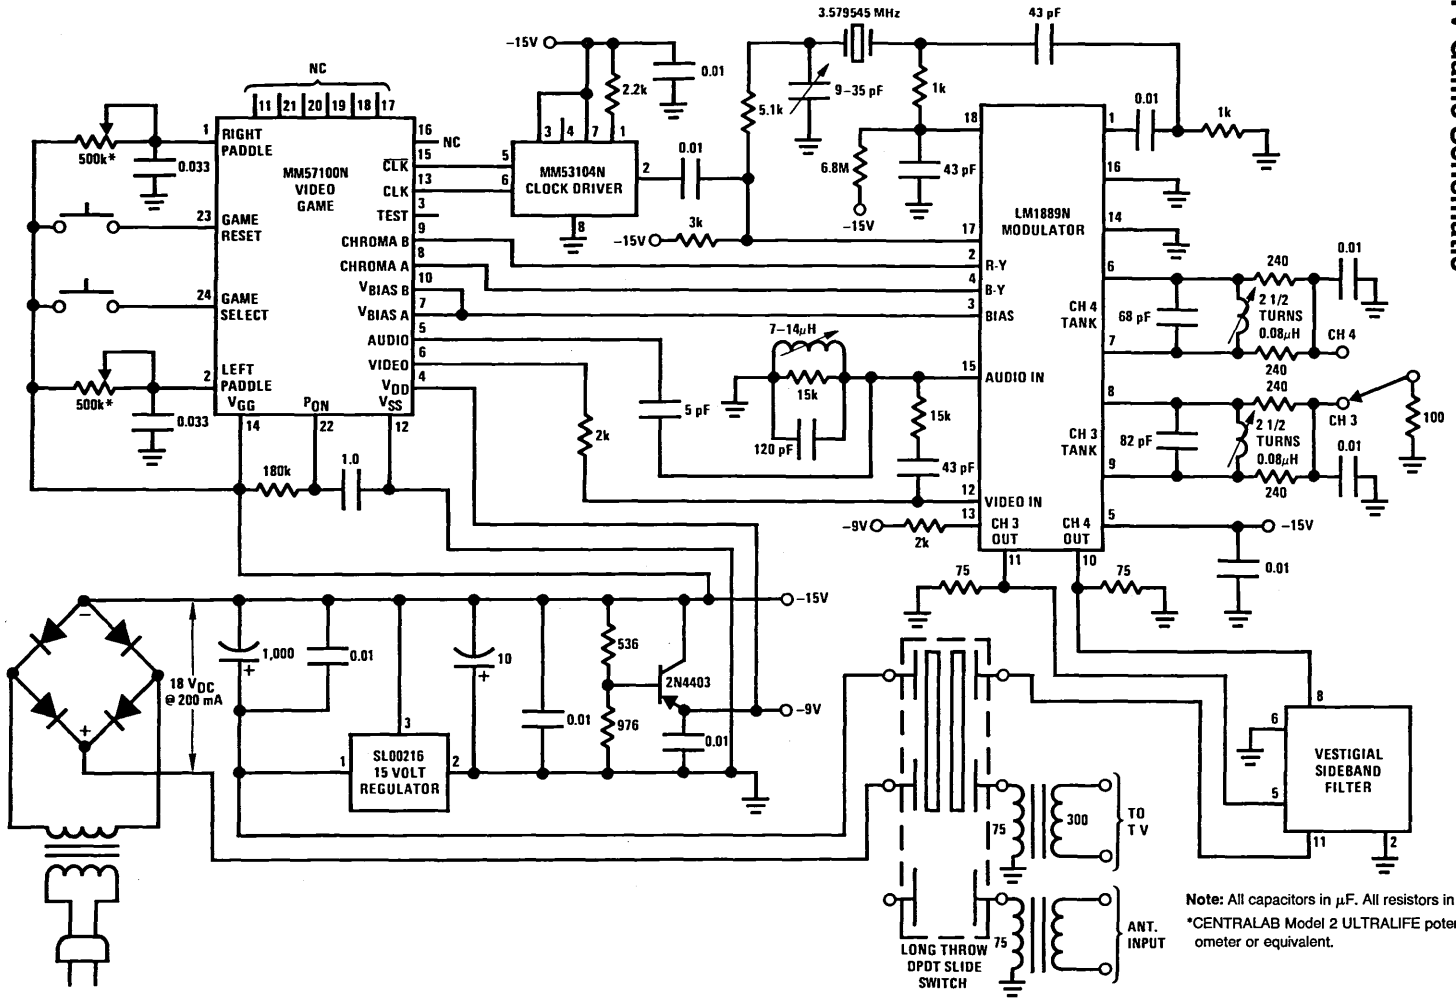 TV Game Schematic
3.579545 MHz
43 pF
−15V
0.01
2.2k
5.1k
9–35 pF
1k
0.01
1k
NC
11 21 20 19 18 17
1
RIGHT
PADDLE
500k*
0.033
16
NC
15
CLK
13
CLK
3
TEST
MM57100N
VIDEO
GAME
23
GAME
RESET
24
GAME
SELECT
2
LEFT
PADDLE
500k*
0.033
9
CHROMA B
8
CHROMA A
10
VBIAS B
7
VBIAS A
5
AUDIO
6
VIDEO
4
VDD
VSS
VGG
PON
14
22
12
180k
1.0
3 4 7 1
5
6
MM53104N
CLOCK DRIVER
2
8
0.01
−15V
3k
6.8M
−15V
43 pF
18
17
2
R-Y
4
B-Y
3
BIAS
15
AUDIO IN
12
VIDEO IN
13
CH 3
OUT
CH 4
OUT
LM1889N
MODULATOR
1
16
14
6
CH 4
TANK
7
8
CH 3
TANK
9
5
11
10
7–14µH
15k
120 pF
5 pF
2k
15k
43 pF
−9V
2k
68 pF
240
2 1/2
TURNS
0.08µH
240
0.01
CH 4
82 pF
240
2 1/2
TURNS
0.08µH
240
CH 3
0.01
100
−15V
0.01
75
75
−
+
18 VDC
@ 200 mA
1,000
+
0.01
3
1
SL00216
15 VOLT
REGULATOR
2
10
+
0.01
536
976
2N4403
0.01
−15V
−9V
LONG THROW
DPDT SLIDE
SWITCH
75
300
TO
T V
75
ANT.
INPUT
8
6
5
VESTIGIAL
SIDEBAND
FILTER
11
2
Note: All capacitors in µF. All resistors in
*CENTRALAB Model 2 ULTRALIFE poten
ometer or equivalent.